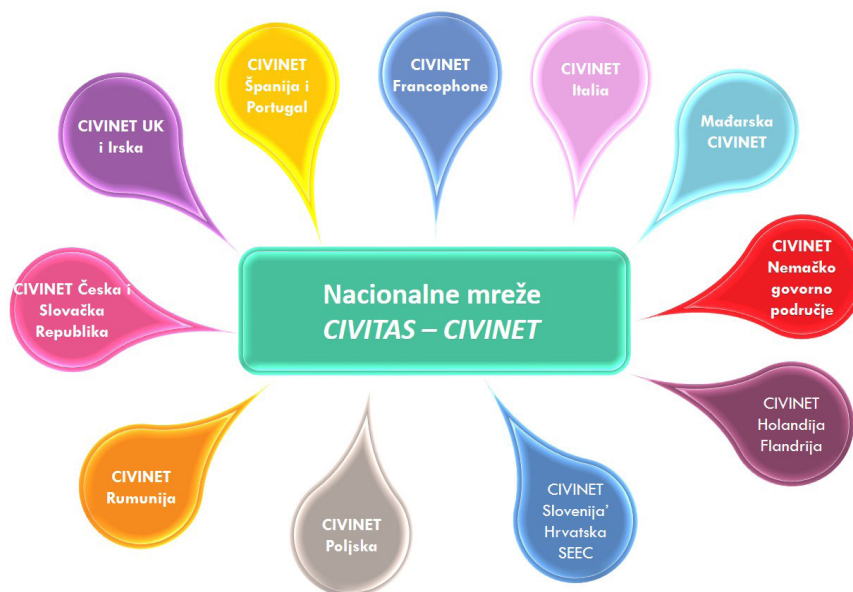 CIVINET
Španija i
Portugal
CIVINET
Francophone
CIVINET
Italia
CIVINET UK
i Irska
Mađarska
CIVINET
CIVINET
Nemačko
govorno
područje
Nacionalne mreže
CIVITAS – CIVINET
CIVINET Češka i
Slovačka
Republika
CIVINET
Holandija
Flandrija
CIVINET
Rumunija
CIVINET
Poljska
CIVINET
Slovenija’
Hrvatska
SEEC